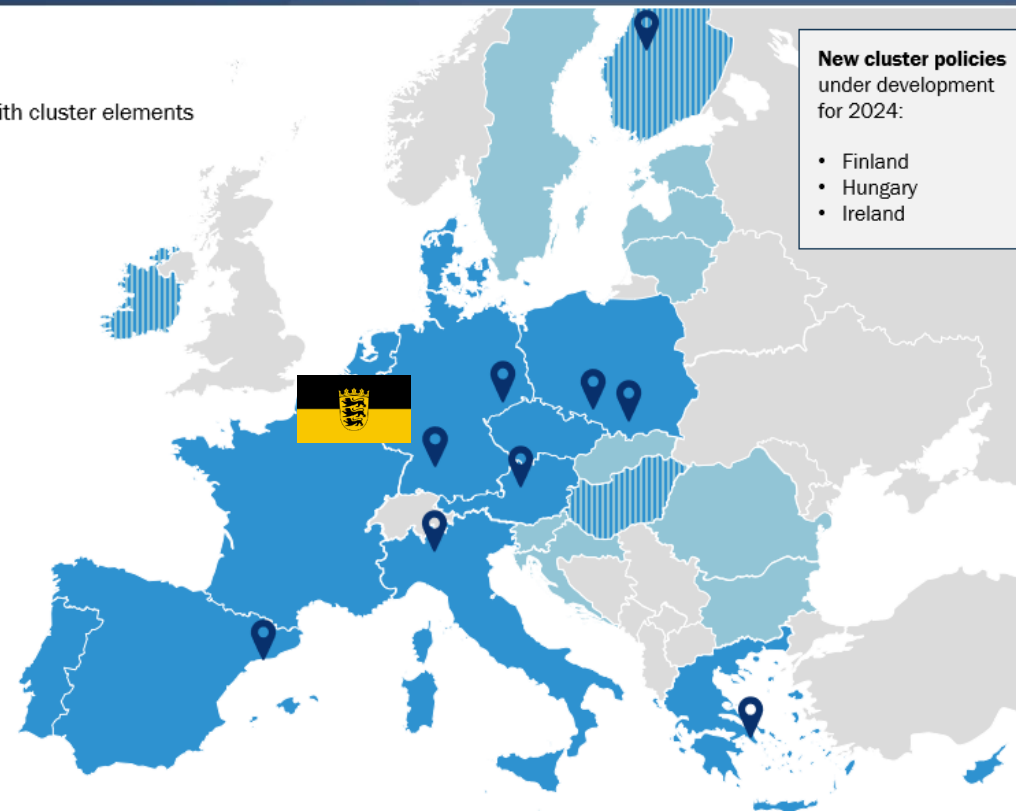 ith cluster elements
New cluster policies
under development
for 2024:
• Finland
• Hungary
• Ireland